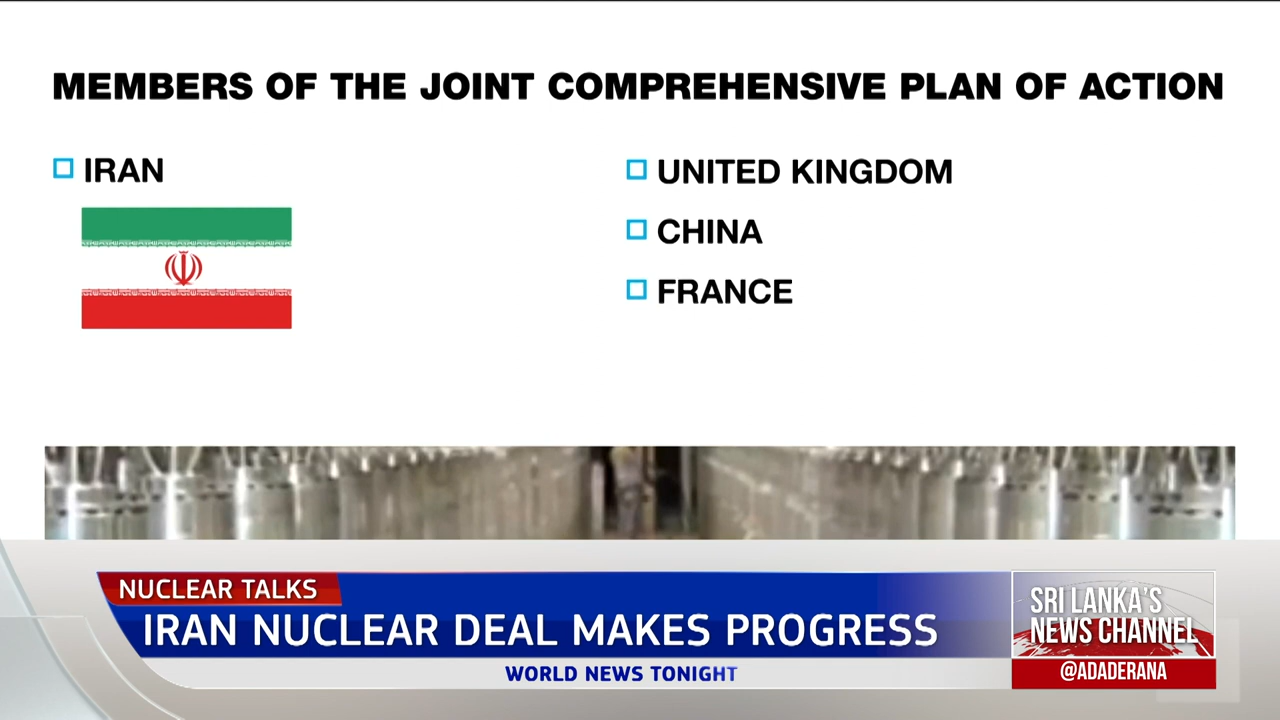 MEMBERS OF THE JOINT COMPREHENSIVE PLAN OF ACTION
IRAN
UNITED KINGDOM
CHINA
FRANCE
NUCLEAR TALKS
IRAN NUCLEAR DEAL MAKES PROGRESS
WORLD NEWS TONIGHT
SRI LANKA'S
NEWS CHANNEL
@ADADERANA